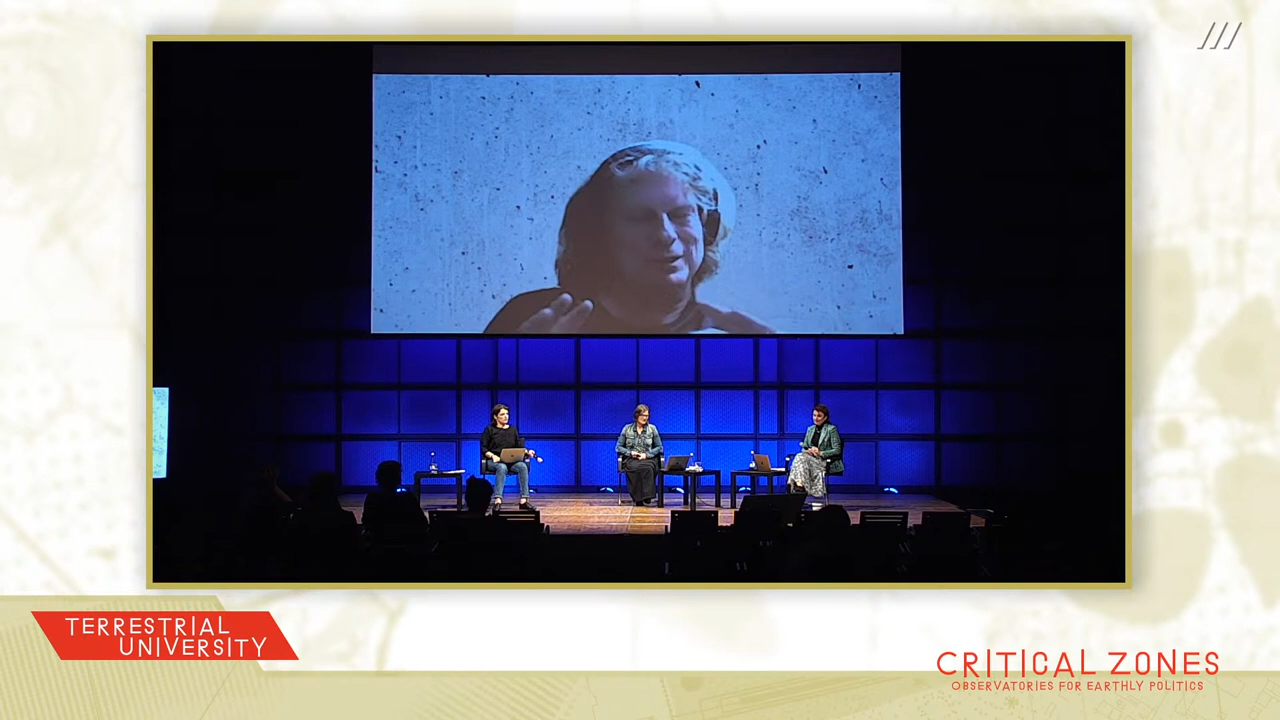 ///
TERRESTRIAL
UNIVERSITY
CRITICAL ZONES
OBSERVATORIES FOR EARTHLY POLITICS